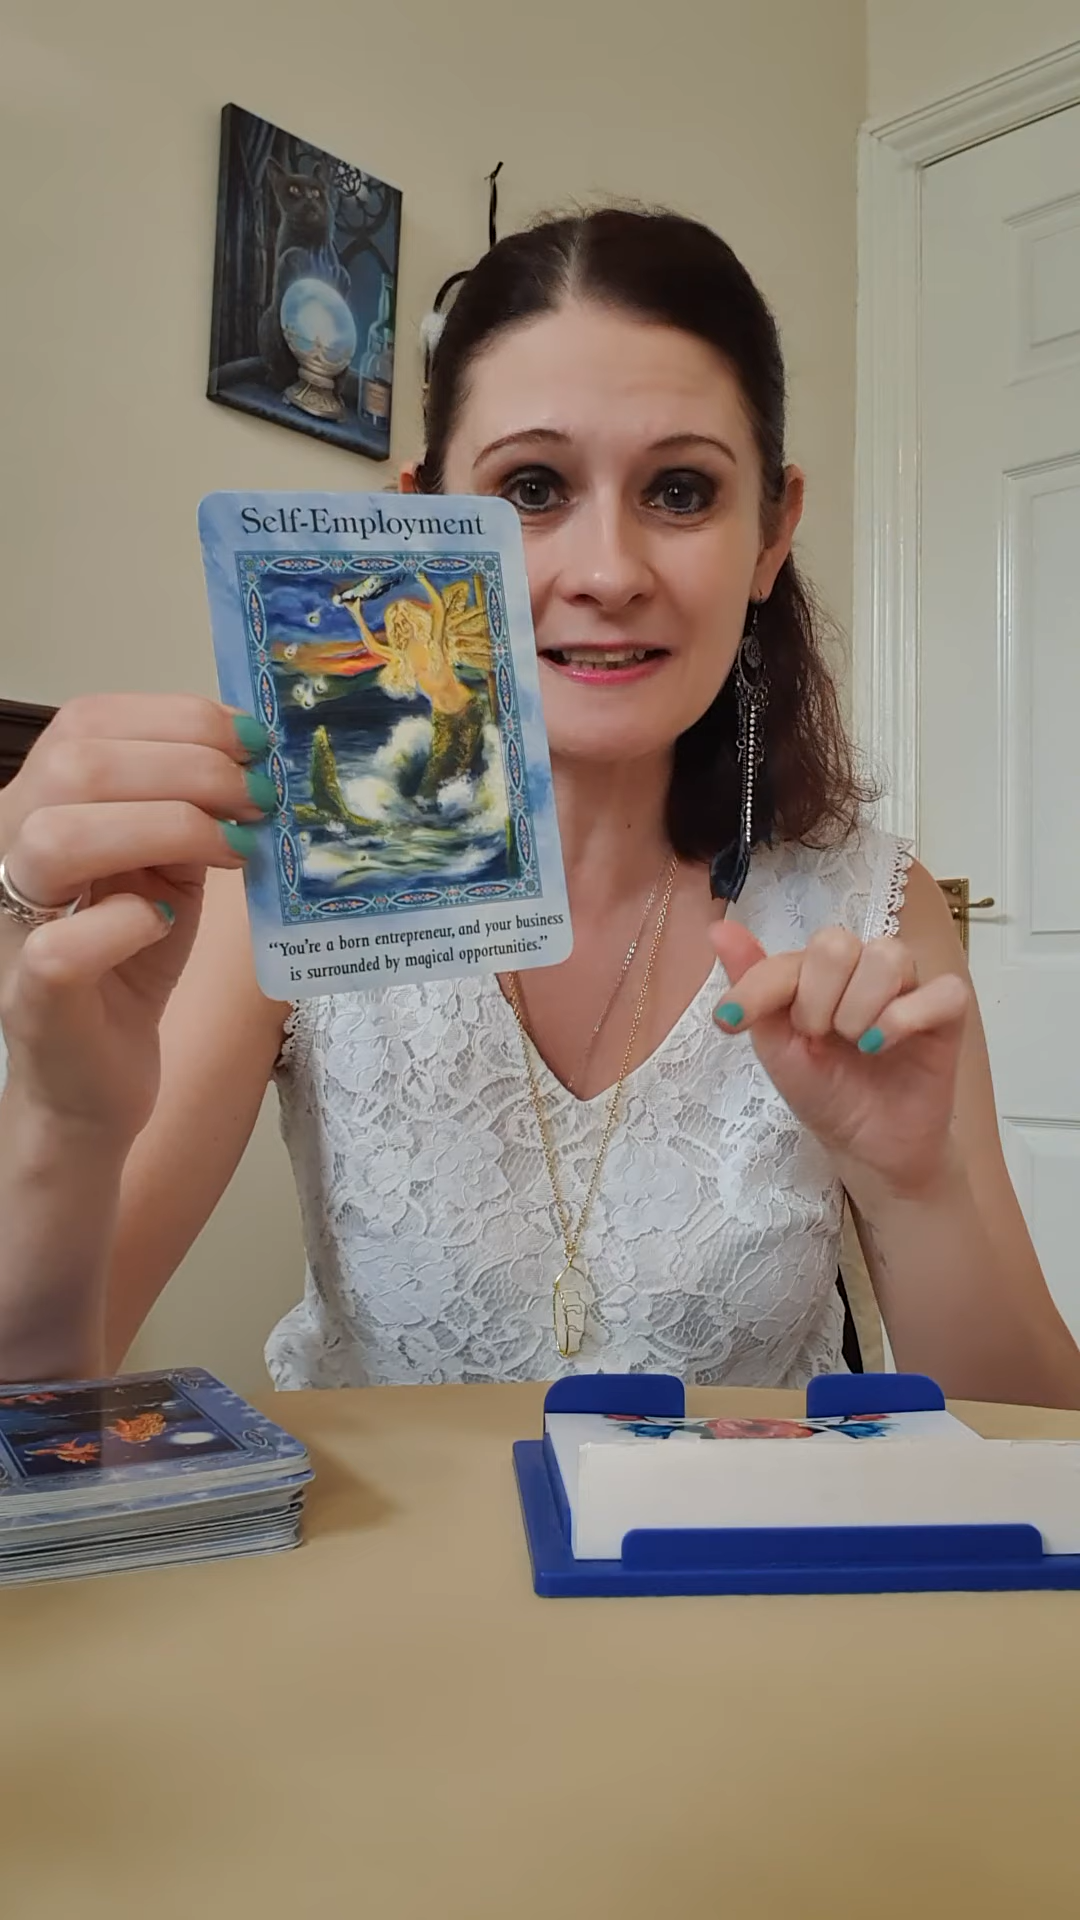 Self-Employment
“You’re a born entrepreneur, and your business
is surrounded by magical opportunities.”